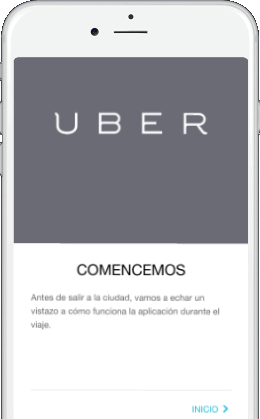 UBER
COMENCEMOS
Antes de salir a la ciudad, vamos a echar un
vistazo a cómo funciona la aplicación durante el
viaje.
INICIO